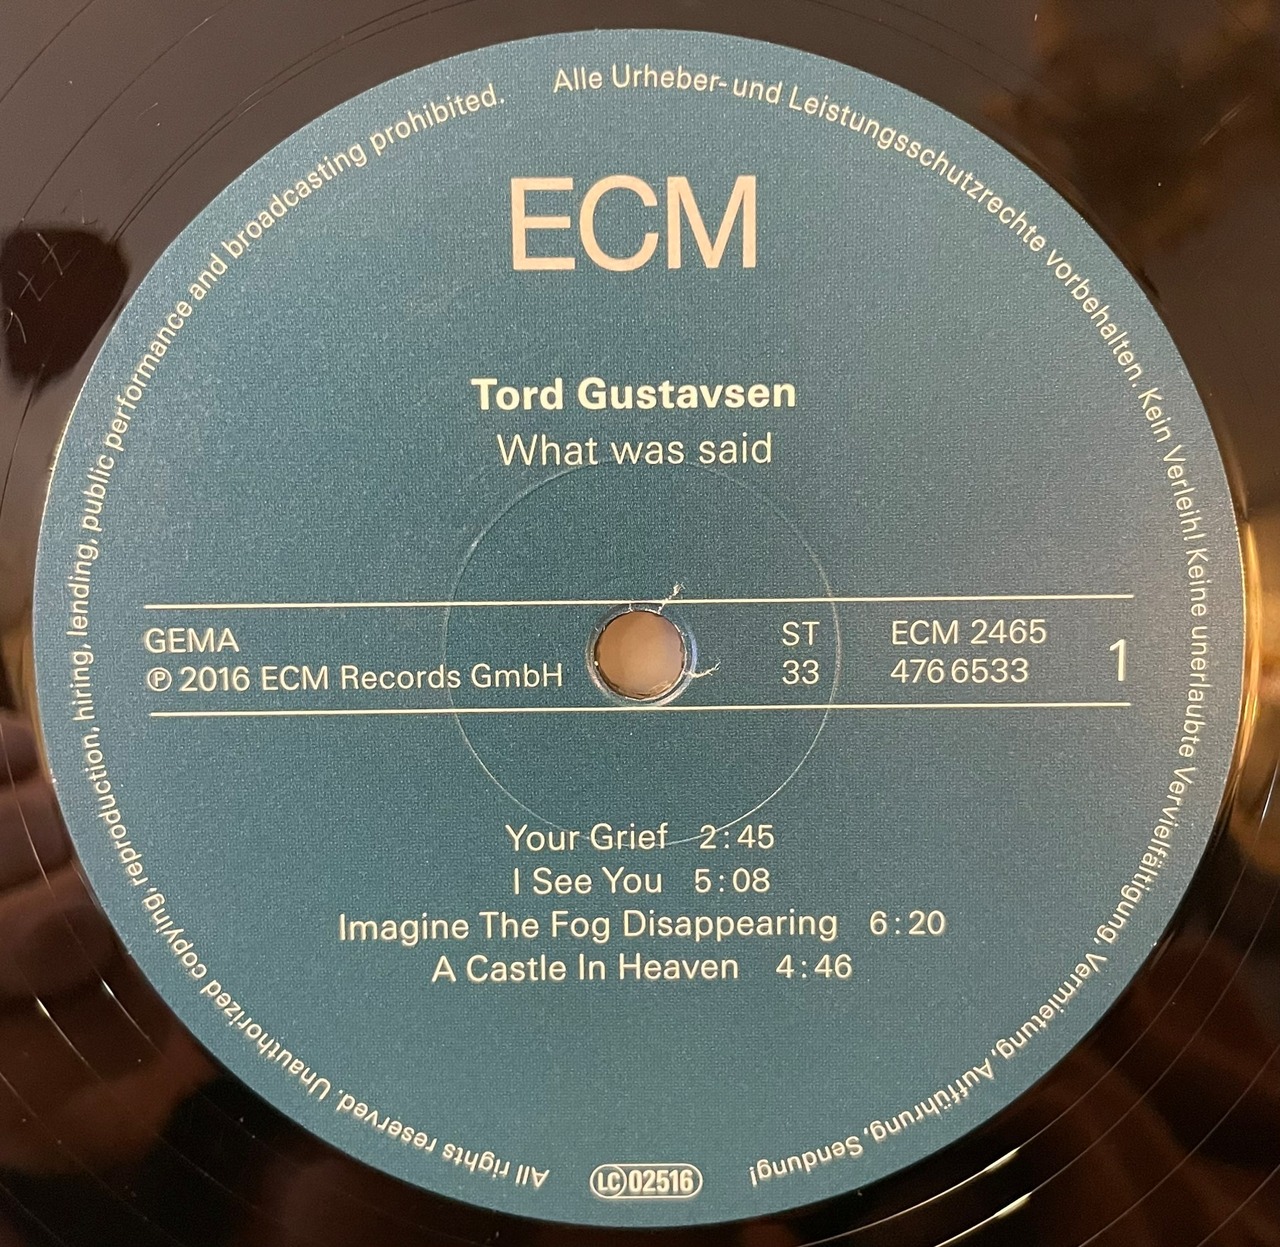 Alle Urheber- und Leistungsschutzrechte vorbehalten. Kein Verleih! Keine unerlaubte Vervielfältigung, Vermietung, Aufführung, Sendung!
All rights reserved. Unauthorized copying, reproduction, hiring, lending, public performance and broadcasting prohibited.
ECM
Tord Gustavsen
What was said
GEMA ST ECM 2465
℗ 2016 ECM Records GmbH 33 476 6533 1
Your Grief 2:45
I See You 5:08
Imagine The Fog Disappearing 6:20
A Castle In Heaven 4:46
LC 02516